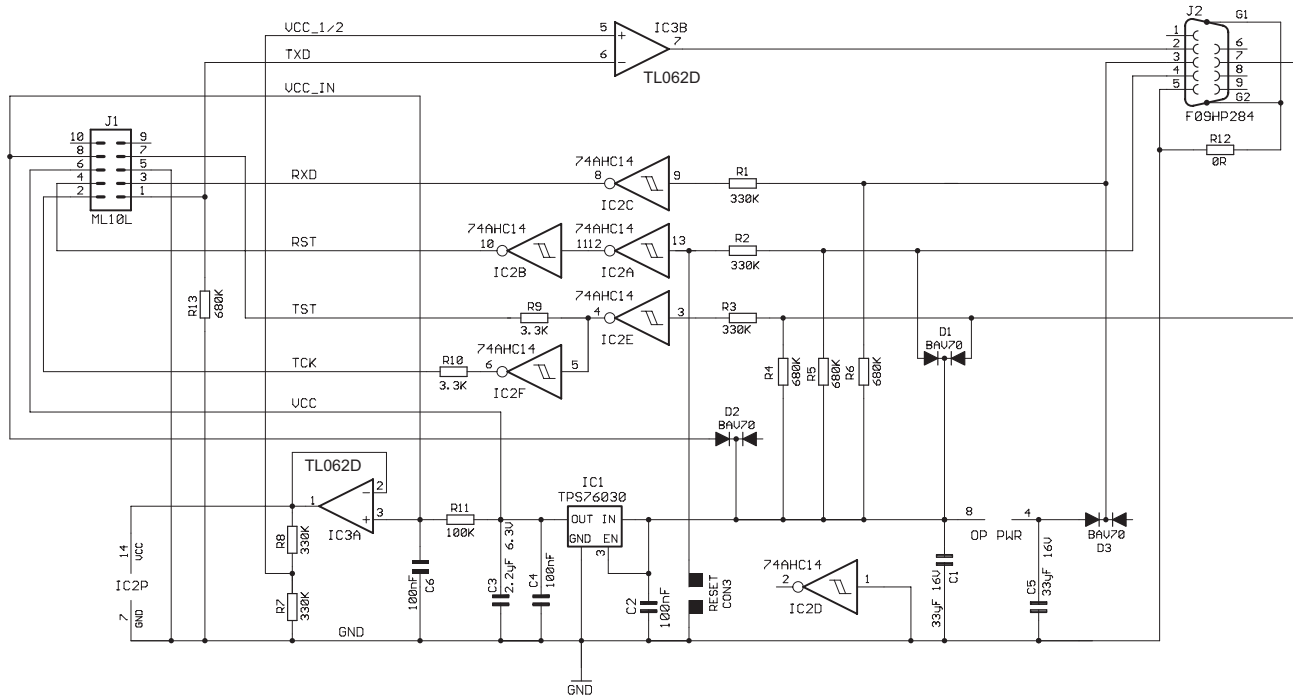 VCC_1/2 5 IC3B
+ 7
TXD 6
- TL062D
VCC_IN
J2
G1
1
2 6
3 7
4 8
5 9
G2
F09HP284
R12
0R
J1
10 9
8 7
6 5
4 3
2 1
ML10L
74AHC14
RXD 8 9 R1
IC2C 330K
74AHC14 74AHC14
RST 10 11 12 13 R2
IC2B IC2A 330K
74AHC14
TST R9 4 3 R3
3.3K IC2E 330K
74AHC14
TCK R10 6 5
3.3K IC2F
VCC
R13 680K
R4 680K
R5 680K
R6 680K
D1
BAV70
D2
BAV70
TL062D
1 - 2
+ 3
IC3A
R11
100K
IC1
TPS76030
OUT IN
GND EN
3
8 4
OP PWR
BAV70
D3
14 VCC
IC2P
7 GND
R8 330K
R7 330K
100nF C6
C3 2.2yF 6.3V
C4 100nF
C2 100nF
RESET
CON3
74AHC14
2 1
IC2D
33yF 16V C1
C5 33yF 16V
GND
GND